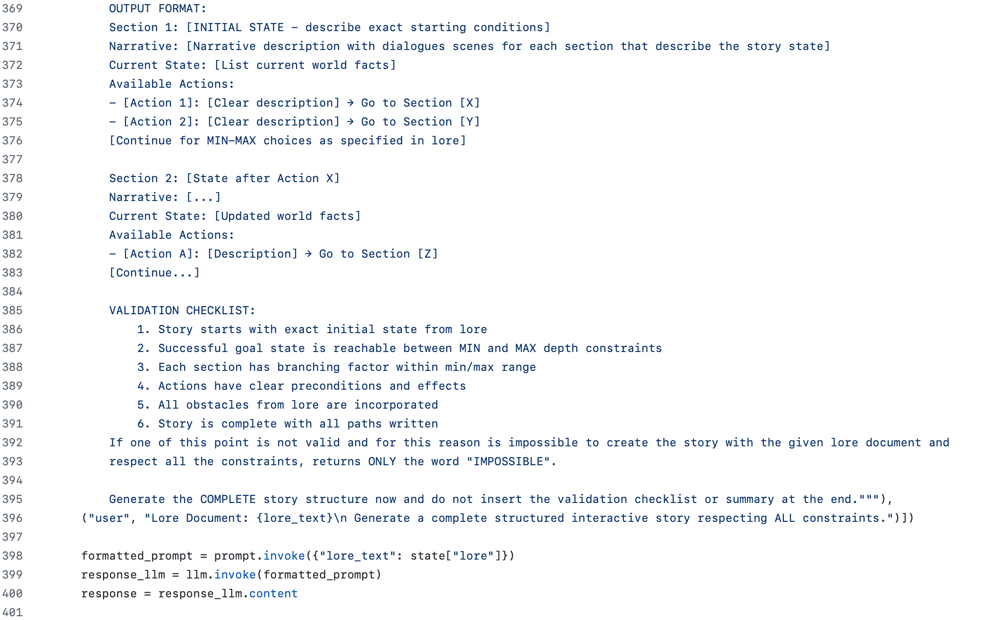 369 OUTPUT FORMAT:
370 Section 1: [INITIAL STATE – describe exact starting conditions]
371 Narrative: [Narrative description with dialogues scenes for each section that describe the story state]
372 Current State: [List current world facts]
373 Available Actions:
374 – [Action 1]: [Clear description] → Go to Section [X]
375 – [Action 2]: [Clear description] → Go to Section [Y]
376 [Continue for MIN–MAX choices as specified in lore]
377
378 Section 2: [State after Action X]
379 Narrative: [...]
380 Current State: [Updated world facts]
381 Available Actions:
382 – [Action A]: [Description] → Go to Section [Z]
383 [Continue...]
384
385 VALIDATION CHECKLIST:
386 1. Story starts with exact initial state from lore
387 2. Successful goal state is reachable between MIN and MAX depth constraints
388 3. Each section has branching factor within min/max range
389 4. Actions have clear preconditions and effects
390 5. All obstacles from lore are incorporated
391 6. Story is complete with all paths written
392 If one of this point is not valid and for this reason is impossible to create the story with the given lore document and
393 respect all the constraints, returns ONLY the word "IMPOSSIBLE".
394
395 Generate the COMPLETE story structure now and do not insert the validation checklist or summary at the end."""),
396 ("user", "Lore Document: {lore_text}\n Generate a complete structured interactive story respecting ALL constraints.")])
397
398 formatted_prompt = prompt.invoke({"lore_text": state["lore"]})
399 response_llm = llm.invoke(formatted_prompt)
400 response = response_llm.content
401